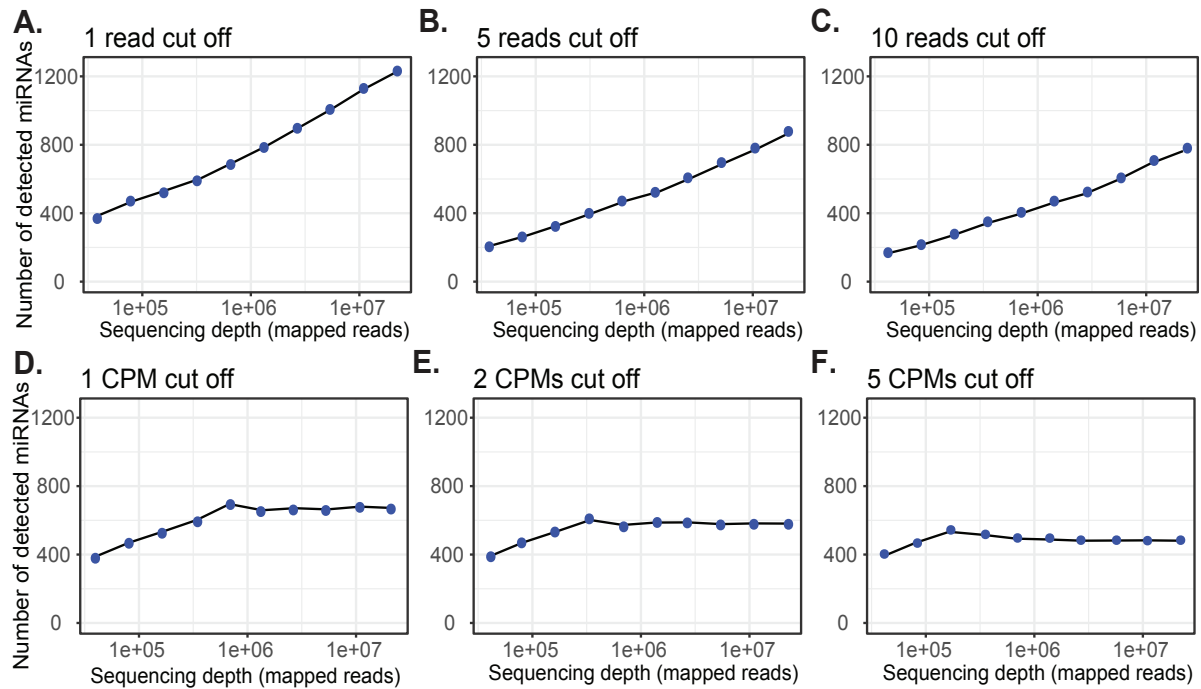 A.
1 read cut off
Number of detected miRNAs
1200
800
400
0
1e+05 1e+06 1e+07
Sequencing depth (mapped reads)
B.
5 reads cut off
1200
800
400
0
1e+05 1e+06 1e+07
Sequencing depth (mapped reads)
C.
10 reads cut off
1200
800
400
0
1e+05 1e+06 1e+07
Sequencing depth (mapped reads)
D.
1 CPM cut off
Number of detected miRNAs
1200
800
400
0
1e+05 1e+06 1e+07
Sequencing depth (mapped reads)
E.
2 CPMs cut off
1200
800
400
0
1e+05 1e+06 1e+07
Sequencing depth (mapped reads)
F.
5 CPMs cut off
1200
800
400
0
1e+05 1e+06 1e+07
Sequencing depth (mapped reads)